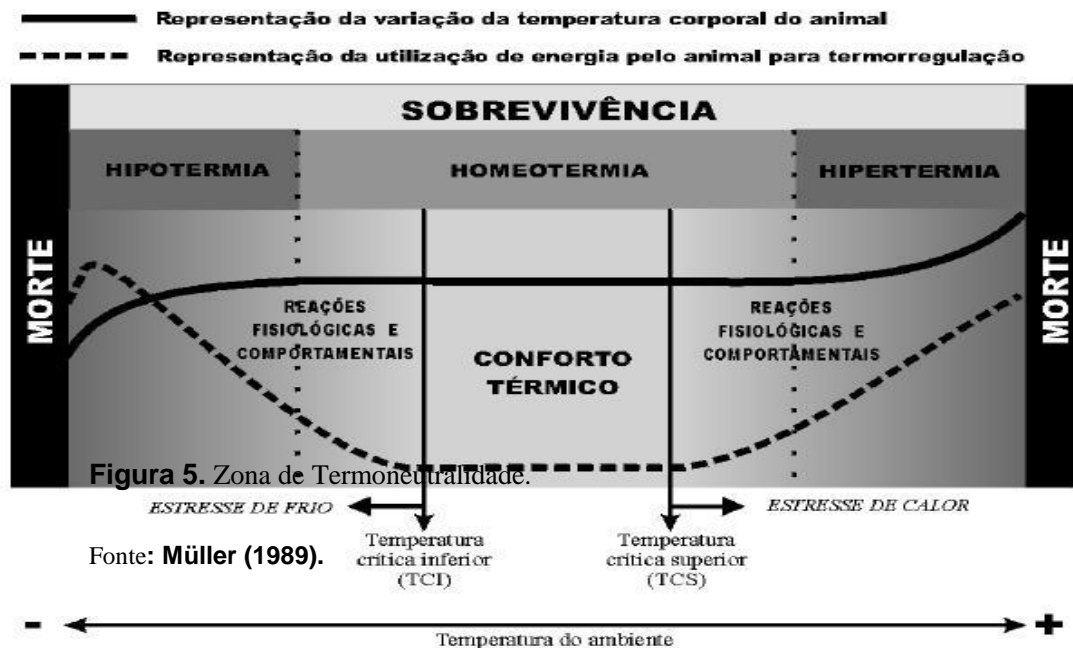 Representação da variação da temperatura corporal do animal
Representação da utilização de energia pelo animal para termorregulação
SOBREVIVÊNCIA
HIPOTERMIA
HOMEOTERMIA
HIPERTERMIA
MORTE
MORTE
REAÇÕES
FISIOLÓGICAS E
COMPORTAMENTAIS
CONFORTO
TÉRMICO
REAÇÕES
FISIOLÓGICAS E
COMPORTAMENTAIS
Figura 5. Zona de Termoneutralidade.
ESTRESSE DE FRIO
ESTRESSE DE CALOR
Fonte: Müller (1989).
Temperatura
crítica inferior
(TCI)
Temperatura
crítica superior
(TCS)
- +
Temperatura do ambiente